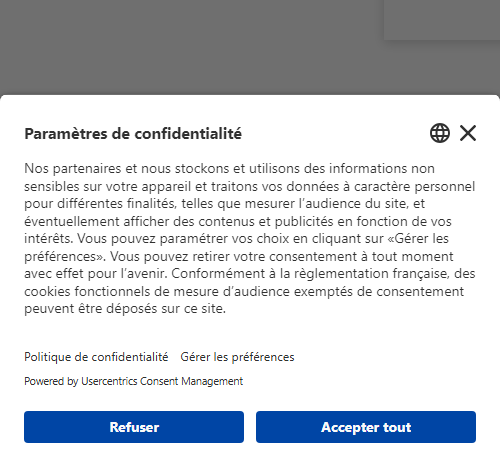 Paramètres de confidentialité
Nos partenaires et nous stockons et utilisons des informations non
sensibles sur votre appareil et traitons vos données à caractère personnel
pour différentes finalités, telles que mesurer l'audience du site, et
éventuellement afficher des contenus et publicités en fonction de vos
intérêts. Vous pouvez paramétrer vos choix en cliquant sur «Gérer les
préférences». Vous pouvez retirer votre consentement à tout moment
avec effet pour l'avenir. Conformément à la règlementation française, des
cookies fonctionnels de mesure d'audience exemptés de consentement
peuvent être déposés sur ce site.
Politique de confidentialité Gérer les préférences
Powered by Usercentrics Consent Management
Refuser Accepter tout